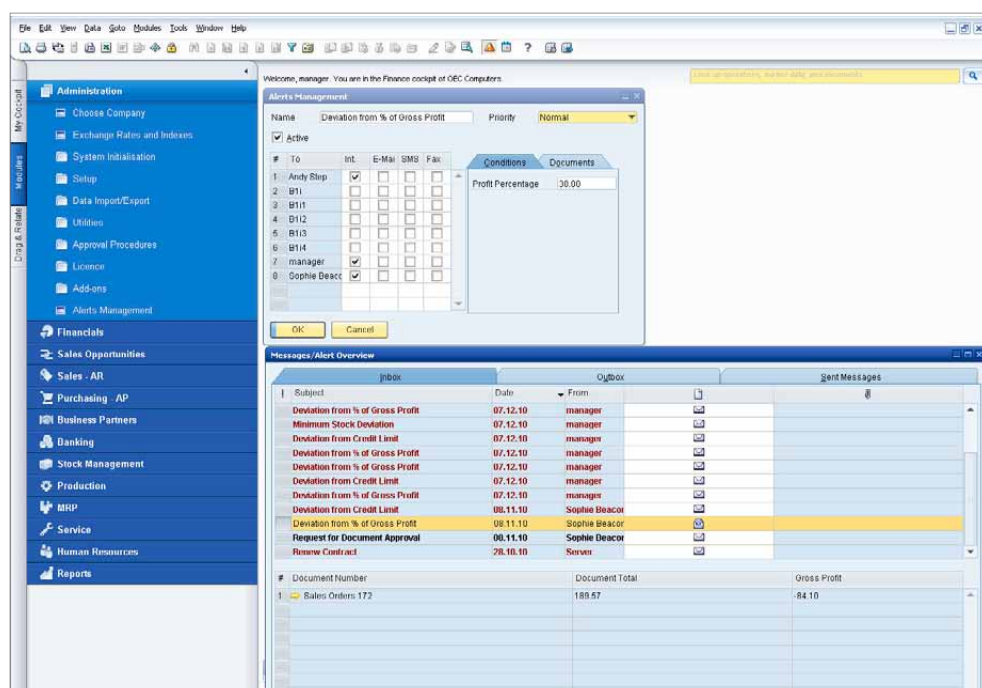 File Edit View Data Goto Modules Tools Window Help
Welcome, manager. You are in the Finance cockpit of OEC Computers.
My Cockpit
Modules
Drag & Relate
Administration
Choose Company
Exchange Rates and Indexes
System Initialisation
Setup
Data Import/Export
Utilities
Approval Procedures
Licence
Add-ons
Alerts Management
Financials
Sales Opportunities
Sales - AR
Purchasing - AP
Business Partners
Banking
Stock Management
Production
MRP
Service
Human Resources
Reports
Alerts Management
Name Deviation from % of Gross Profit Priority Normal
Active
# To Int. E-Mai SMS Fax
Conditions Documents
Profit Percentage 30.00
1 Andy Step
2 B1i
3 B1i1
4 B1i2
5 B1i3
6 B1i4
7 manager
8 Sophie Beacc
OK Cancel
Messages/Alert Overview
Inbox Outbox Sent Messages
! Subject Date From
Deviation from % of Gross Profit 07.12.10 manager
Minimum Stock Deviation 07.12.10 manager
Deviation from Credit Limit 07.12.10 manager
Deviation from % of Gross Profit 07.12.10 manager
Deviation from % of Gross Profit 07.12.10 manager
Deviation from Credit Limit 07.12.10 manager
Deviation from % of Gross Profit 07.12.10 manager
Deviation from Credit Limit 08.11.10 Sophie Beacor
Deviation from % of Gross Profit 08.11.10 Sophie Beacor
Request for Document Approval 08.11.10 Sophie Beacor
Renew Contract 28.10.10 Server
# Document Number Document Total Gross Profit
1 Sales Orders 172 189.57 -84.10